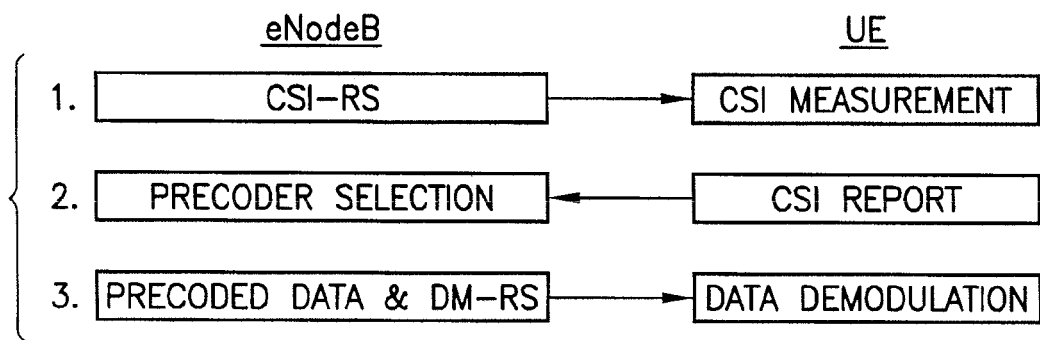 eNodeB UE
1. CSI-RS CSI MEASUREMENT
2. PRECODER SELECTION CSI REPORT
3. PRECODED DATA & DM-RS DATA DEMODULATION